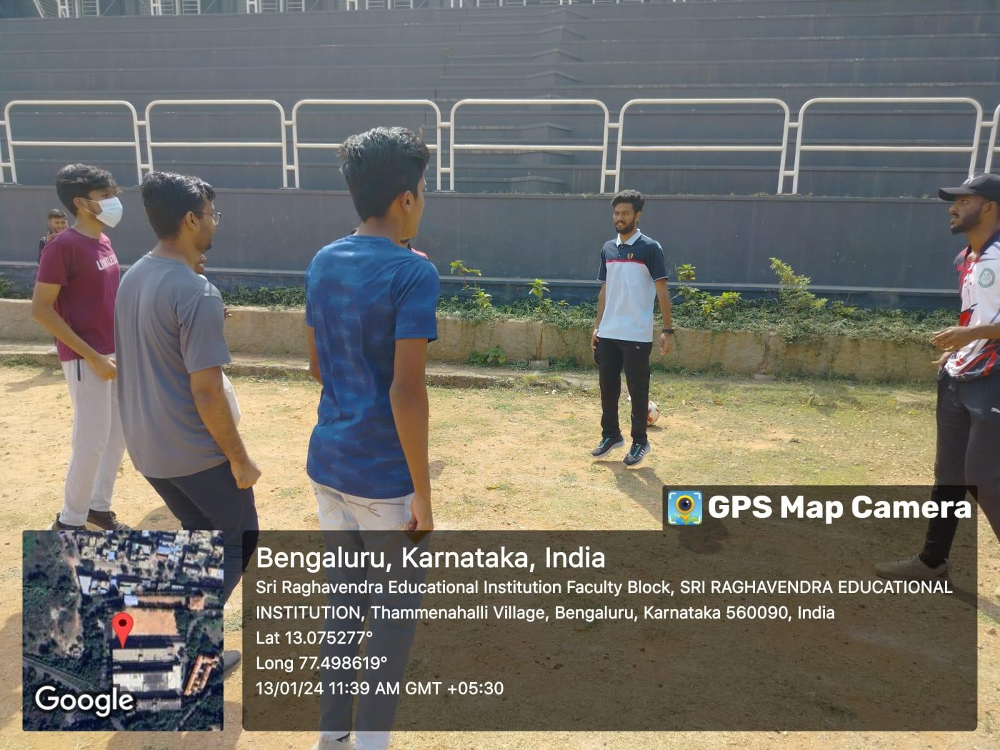 LIMITLESS
GPS Map Camera
Bengaluru, Karnataka, India
Sri Raghavendra Educational Institution Faculty Block, SRI RAGHAVENDRA EDUCATIONAL
INSTITUTION, Thammenahalli Village, Bengaluru, Karnataka 560090, India
Lat 13.075277°
Long 77.498619°
13/01/24 11:39 AM GMT +05:30
Google